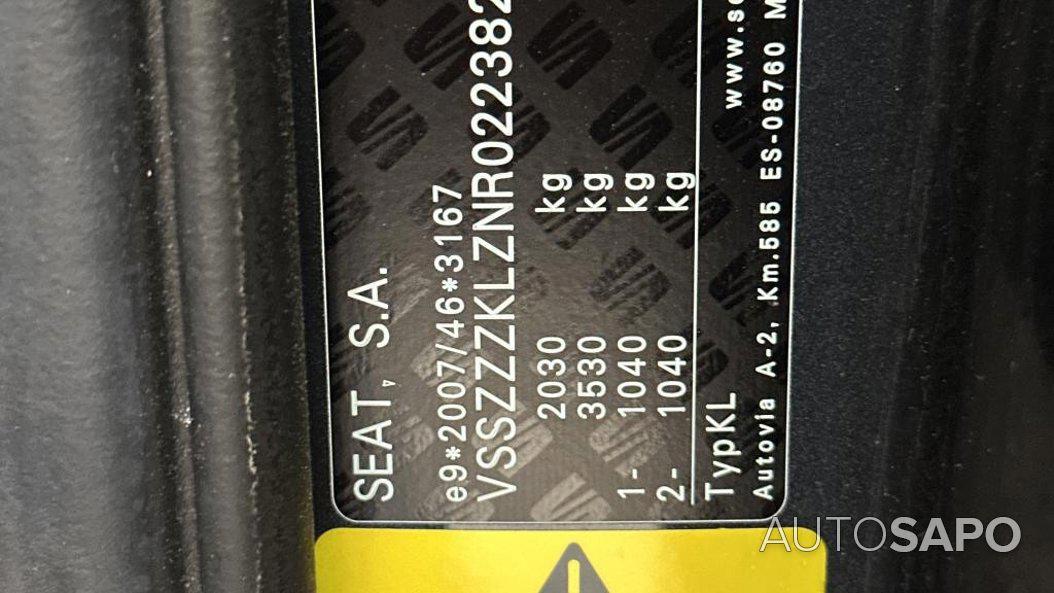 SEAT, S.A.
e9*2007/46*3167
VSSZZZKLZNR022382
2030 kg
3530 kg
1- 1040 kg
2- 1040 kg
TypKL
www.se
Autovia A-2, Km.585 ES-08760 M
AUTOSAPO